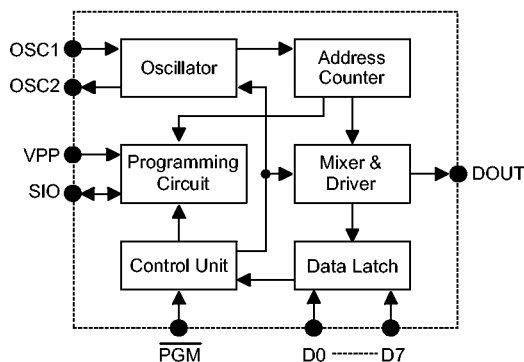 OSC1
OSC2
VPP
SIO
Oscillator
Address
Counter
Programming
Circuit
Mixer &
Driver
DOUT
Control Unit
Data Latch
PGM
D0
D7